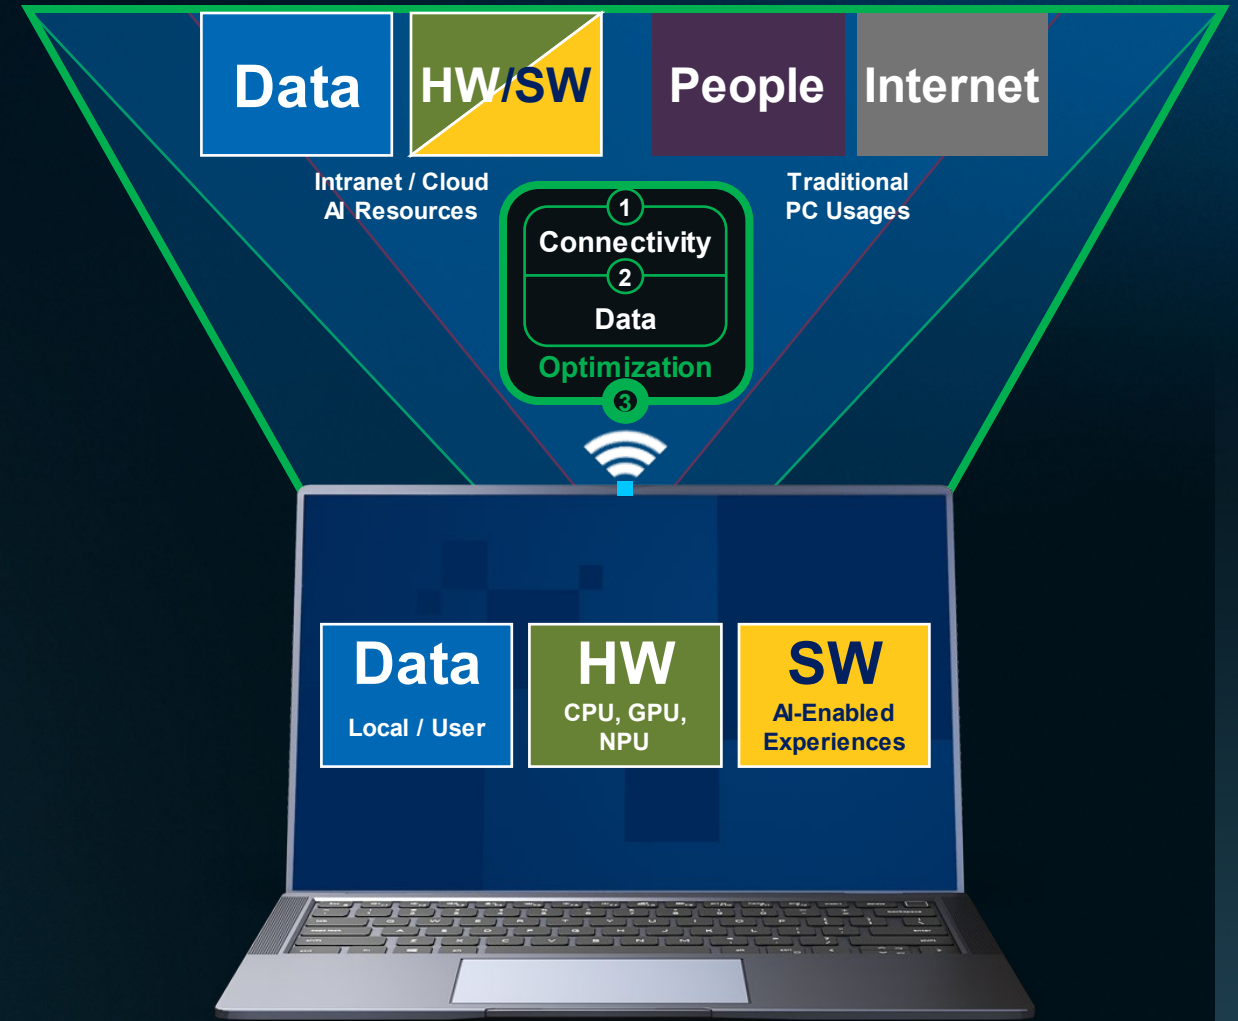 Data
HW/SW
People
Internet
Intranet / Cloud
AI Resources
Traditional
PC Usages
1
Connectivity
2
Data
Optimization
3
Data
Local / User
HW
CPU, GPU,
NPU
SW
AI-Enabled
Experiences